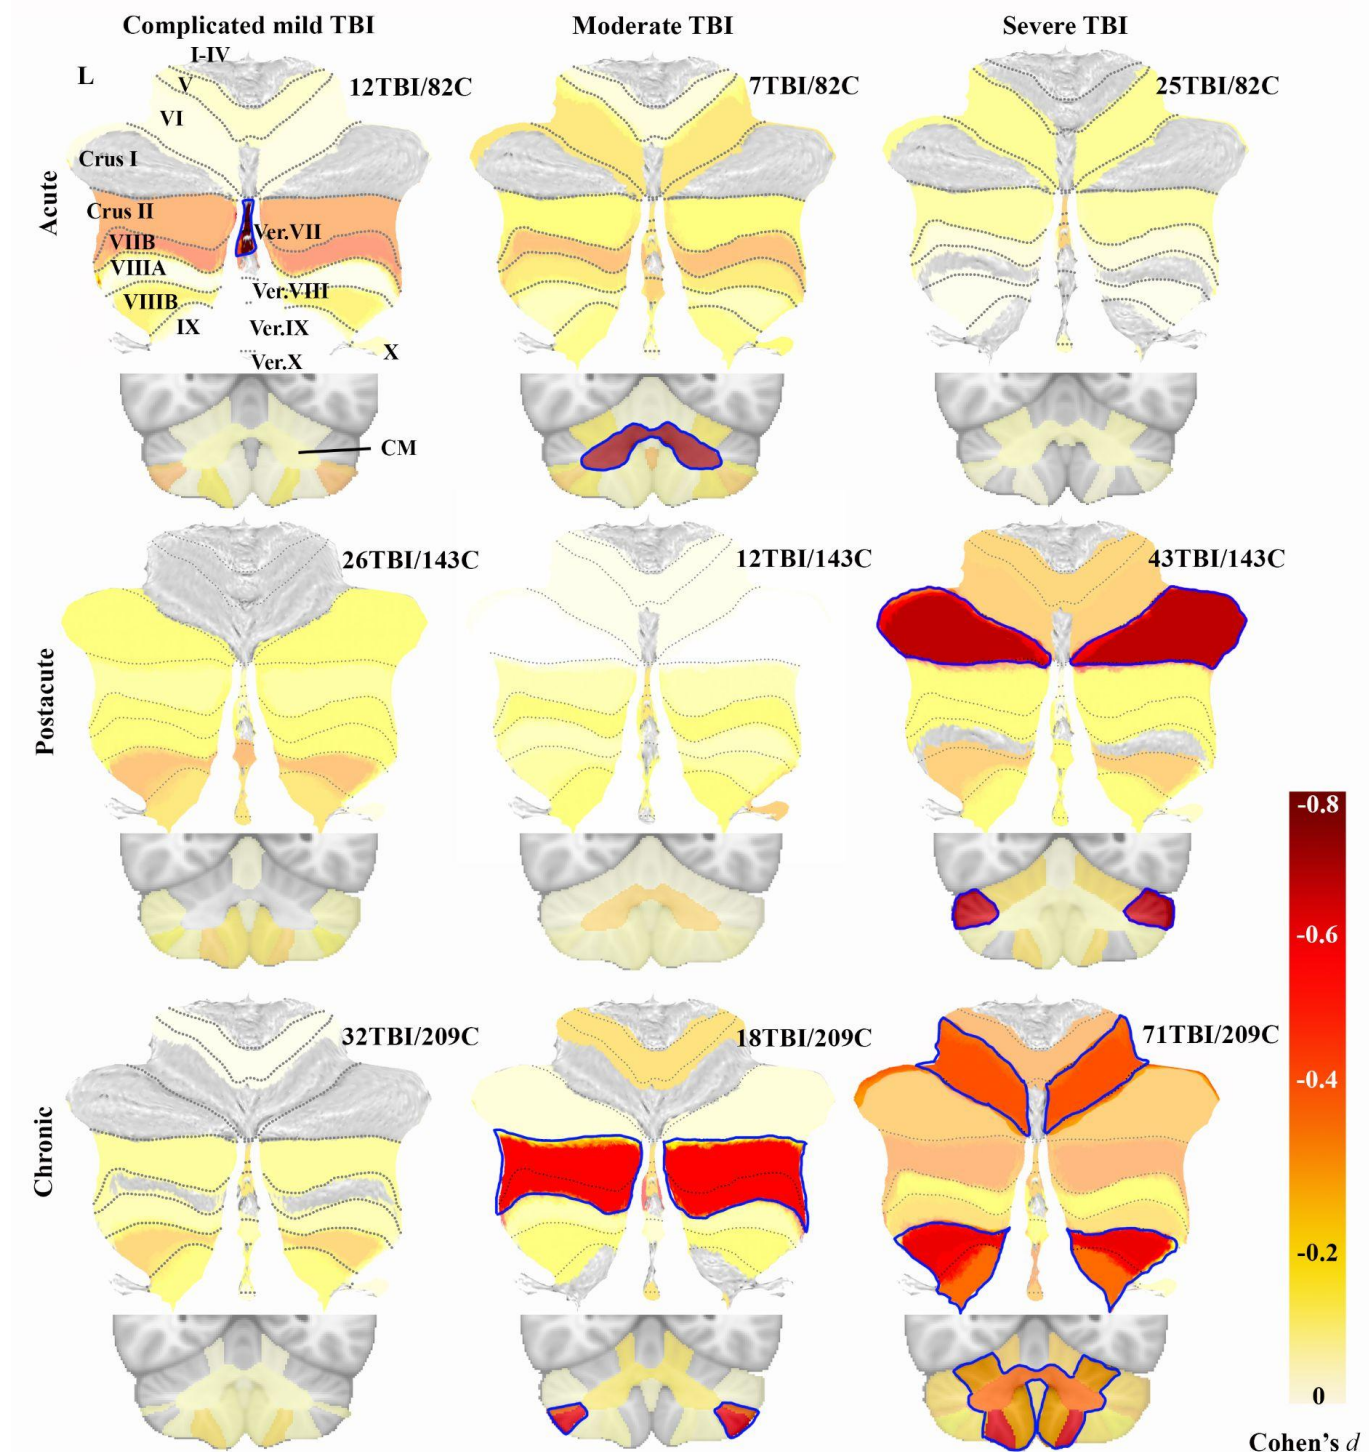 Complicated mild TBI
Moderate TBI
Severe TBI
Acute
L
I-IV
V
VI
Crus I
Crus II
VIIB
VIIIA
VIIIB
IX
Ver.VII
Ver.VIII
Ver.IX
Ver.X
X
12TBI/82C
7TBI/82C
25TBI/82C
CM
Postacute
26TBI/143C
12TBI/143C
43TBI/143C
Chronic
32TBI/209C
18TBI/209C
71TBI/209C
-0.8
-0.6
-0.4
-0.2
0
Cohen's d